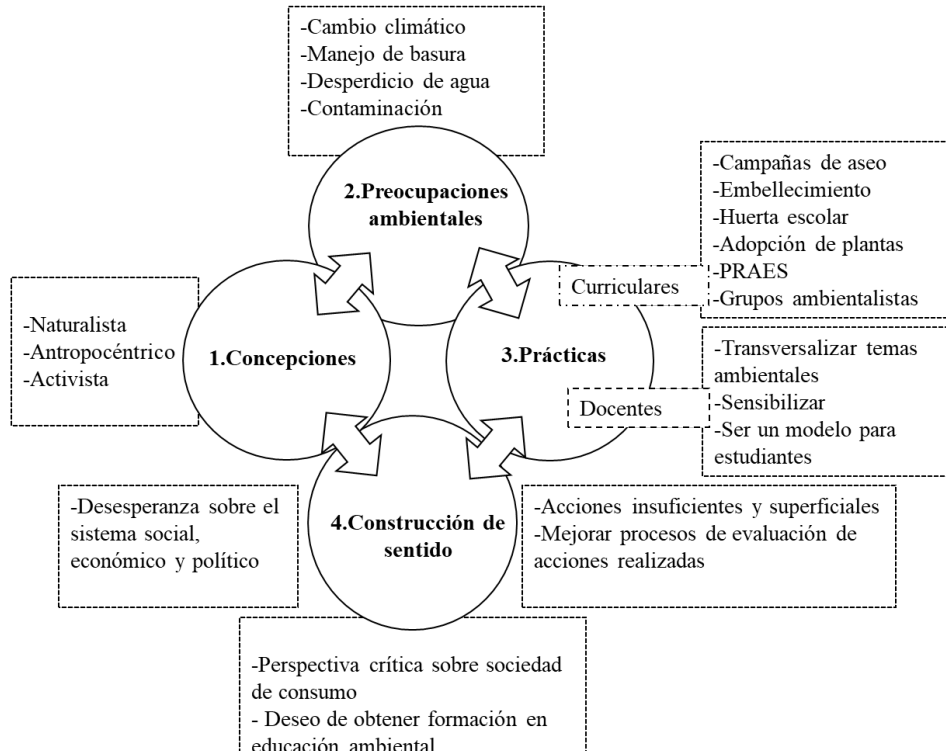 -Cambio climático
-Manejo de basura
-Desperdicio de agua
-Contaminación
2.Preocupaciones
ambientales
-Campañas de aseo
-Embellecimiento
-Huerta escolar
-Adopción de plantas
-PRAES
-Grupos ambientalistas
Curriculares
-Naturalista
-Antropocéntrico
-Activista
1.Concepciones
3.Prácticas
Docentes
-Transversalizar temas
ambientales
-Sensibilizar
-Ser un modelo para
estudiantes
-Desesperanza sobre el
sistema social,
económico y político
4.Construcción de
sentido
-Acciones insuficientes y superficiales
-Mejorar procesos de evaluación de
acciones realizadas
-Perspectiva crítica sobre sociedad
de consumo
- Deseo de obtener formación en
educación ambiental